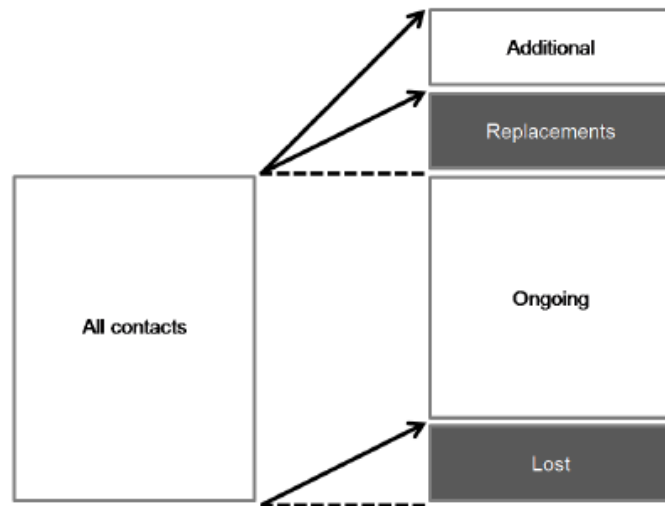 Additional
Replacements
All contacts
Ongoing
Lost